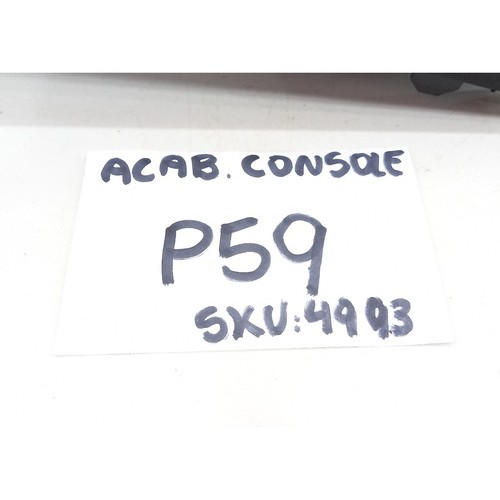 ACAB. CONSOLE
P59
SKU: 4993